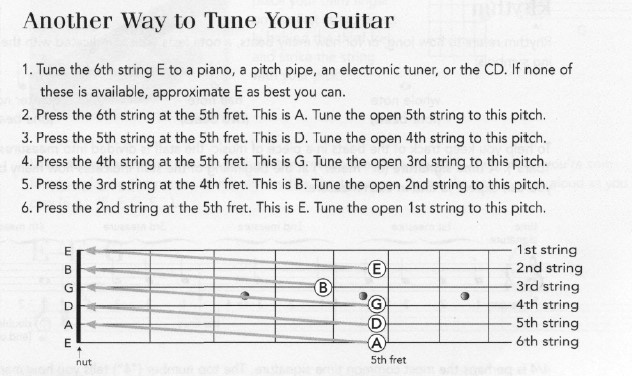 Another Way to Tune Your Guitar
1. Tune the 6th string E to a piano, a pitch pipe, an electronic tuner, or the CD. If none of
these is available, approximate E as best you can.
2. Press the 6th string at the 5th fret. This is A. Tune the open 5th string to this pitch.
3. Press the 5th string at the 5th fret. This is D. Tune the open 4th string to this pitch.
4. Press the 4th string at the 5th fret. This is G. Tune the open 3rd string to this pitch.
5. Press the 3rd string at the 4th fret. This is B. Tune the open 2nd string to this pitch.
6. Press the 2nd string at the 5th fret. This is E. Tune the open 1st string to this pitch.
E 1st string
B E 2nd string
G B 3rd string
D G 4th string
A D 5th string
E A 6th string
nut 5th fret